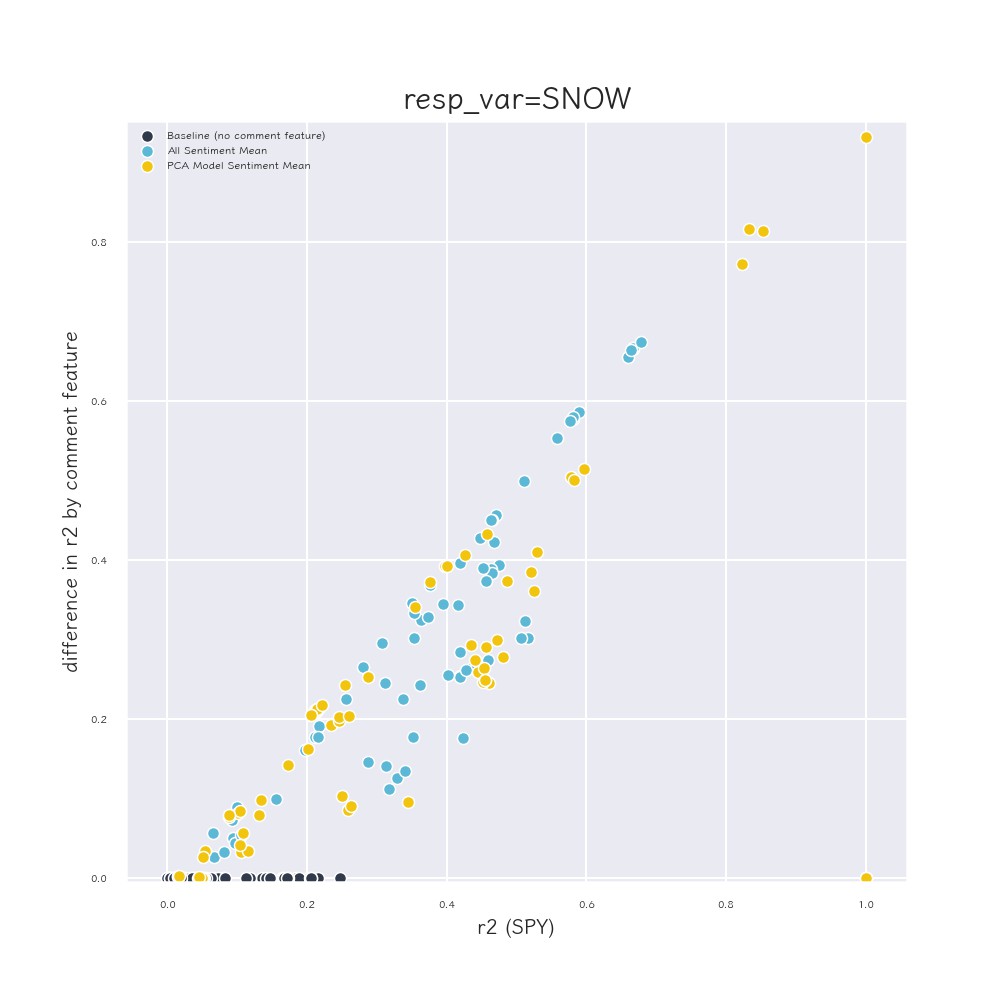 resp_var=SNOW
Baseline (no comment feature)
All Sentiment Mean
PCA Model Sentiment Mean
difference in r2 by comment feature
0.8
0.6
0.4
0.2
0.0
0.0 0.2 0.4 0.6 0.8 1.0
r2 (SPY)